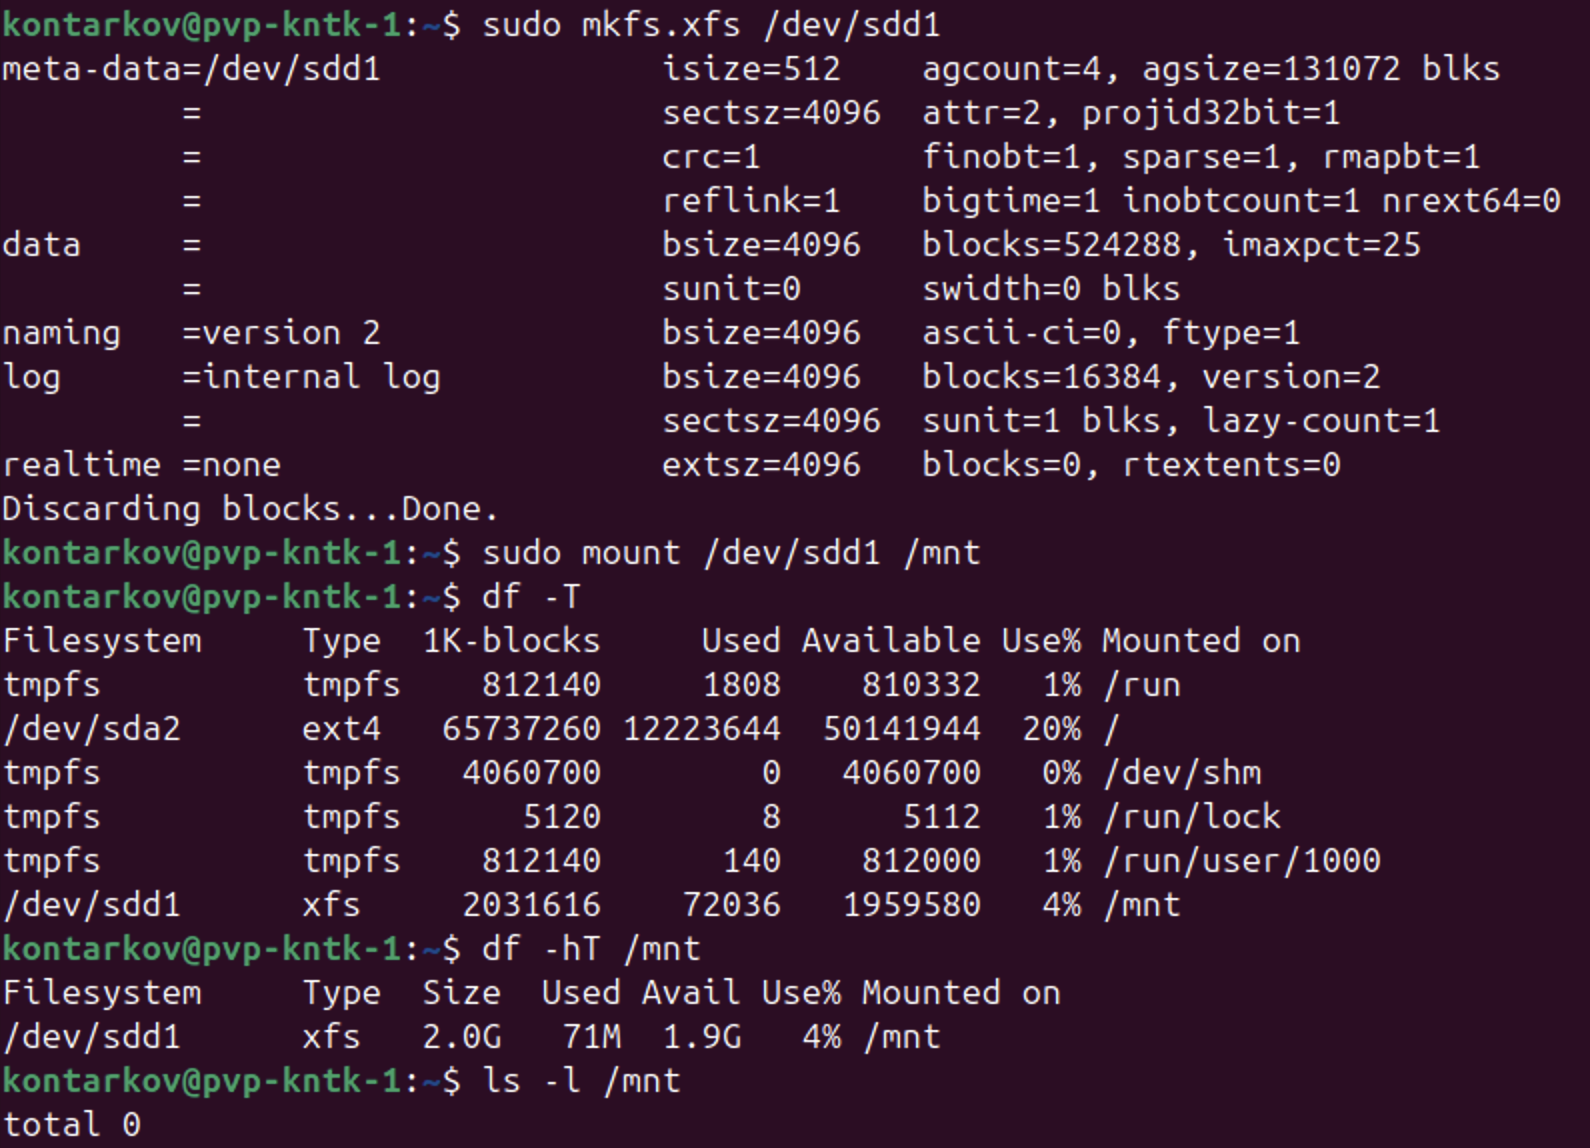 kontarkov@pvp-kntk-1:~$ sudo mkfs.xfs /dev/sdd1
meta-data=/dev/sdd1              isize=512    agcount=4, agsize=131072 blks
         =                       sectsz=4096  attr=2, projid32bit=1
         =                       crc=1        finobt=1, sparse=1, rmapbt=1
         =                       reflink=1    bigtime=1 inobtcount=1 nrext64=0
data     =                       bsize=4096   blocks=524288, imaxpct=25
         =                       sunit=0      swidth=0 blks
naming   =version 2              bsize=4096   ascii-ci=0, ftype=1
log      =internal log           bsize=4096   blocks=16384, version=2
         =                       sectsz=4096  sunit=1 blks, lazy-count=1
realtime =none                   extsz=4096   blocks=0, rtextents=0
Discarding blocks...Done.
kontarkov@pvp-kntk-1:~$ sudo mount /dev/sdd1 /mnt
kontarkov@pvp-kntk-1:~$ df -T
Filesystem     Type  1K-blocks     Used Available Use% Mounted on
tmpfs          tmpfs    812140     1808    810332   1% /run
/dev/sda2      ext4   65737260 12223644  50141944  20% /
tmpfs          tmpfs   4060700        0   4060700   0% /dev/shm
tmpfs          tmpfs      5120        8      5112   1% /run/lock
tmpfs          tmpfs    812140      140    812000   1% /run/user/1000
/dev/sdd1      xfs     2031616    72036   1959580   4% /mnt
kontarkov@pvp-kntk-1:~$ df -hT /mnt
Filesystem     Type  Size  Used Avail Use% Mounted on
/dev/sdd1      xfs   2.0G   71M  1.9G   4% /mnt
kontarkov@pvp-kntk-1:~$ ls -l /mnt
total 0